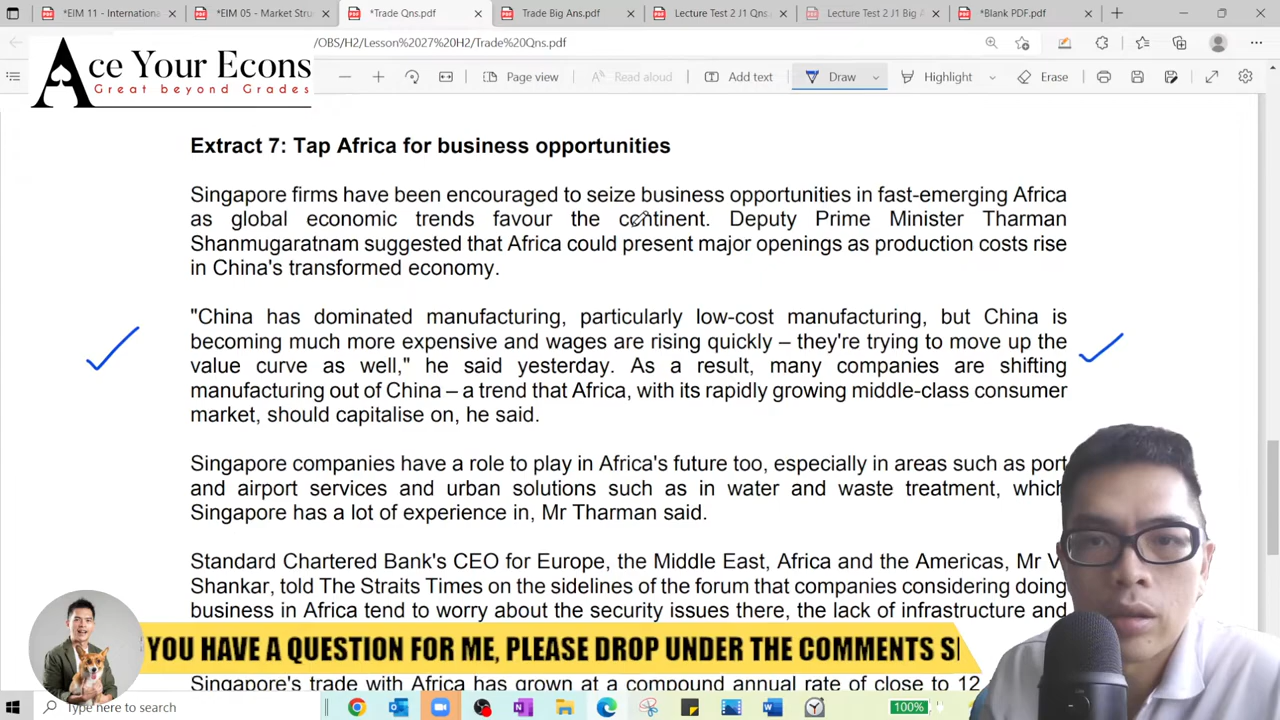 *EIM 11 - Internationa
*EIM 05 - Market Stru
*Trade Qns.pdf
Trade Big Ans.pdf
Lecture Test 2 J1 Qns
Lecture Test 2 J1 Big A
*Blank PDF.pdf
/OBS/H2/Lesson%2027%20H2/Trade%20Qns.pdf
Ace Your Econs
Great beyond Grades
Page view
Read aloud
Add text
Draw
Highlight
Erase
Extract 7: Tap Africa for business opportunities
Singapore firms have been encouraged to seize business opportunities in fast-emerging Africa
as global economic trends favour the continent. Deputy Prime Minister Tharman
Shanmugaratnam suggested that Africa could present major openings as production costs rise
in China's transformed economy.
"China has dominated manufacturing, particularly low-cost manufacturing, but China is
becoming much more expensive and wages are rising quickly – they're trying to move up the
value curve as well," he said yesterday. As a result, many companies are shifting
manufacturing out of China – a trend that Africa, with its rapidly growing middle-class consumer
market, should capitalise on, he said.
Singapore companies have a role to play in Africa's future too, especially in areas such as port
and airport services and urban solutions such as in water and waste treatment, which
Singapore has a lot of experience in, Mr Tharman said.
Standard Chartered Bank's CEO for Europe, the Middle East, Africa and the Americas, Mr V
Shankar, told The Straits Times on the sidelines of the forum that companies considering doing
business in Africa tend to worry about the security issues there, the lack of infrastructure and
YOU HAVE A QUESTION FOR ME, PLEASE DROP UNDER THE COMMENTS S
Singapore's trade with Africa has grown at a compound annual rate of close to 12
Type here to search
100%